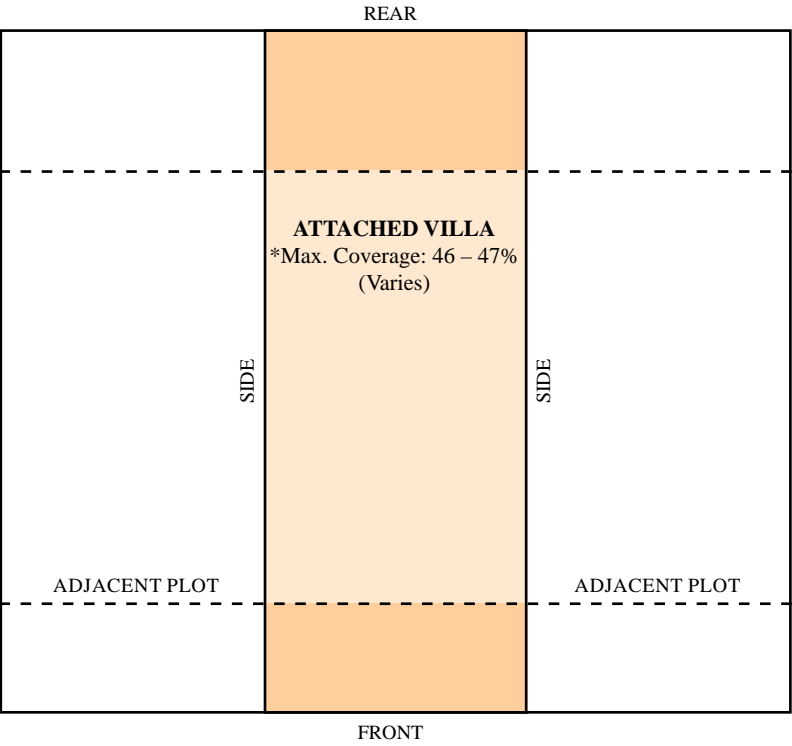 REAR
ATTACHED VILLA
*Max. Coverage: 46 – 47%
(Varies)
SIDE
SIDE
ADJACENT PLOT
ADJACENT PLOT
FRONT